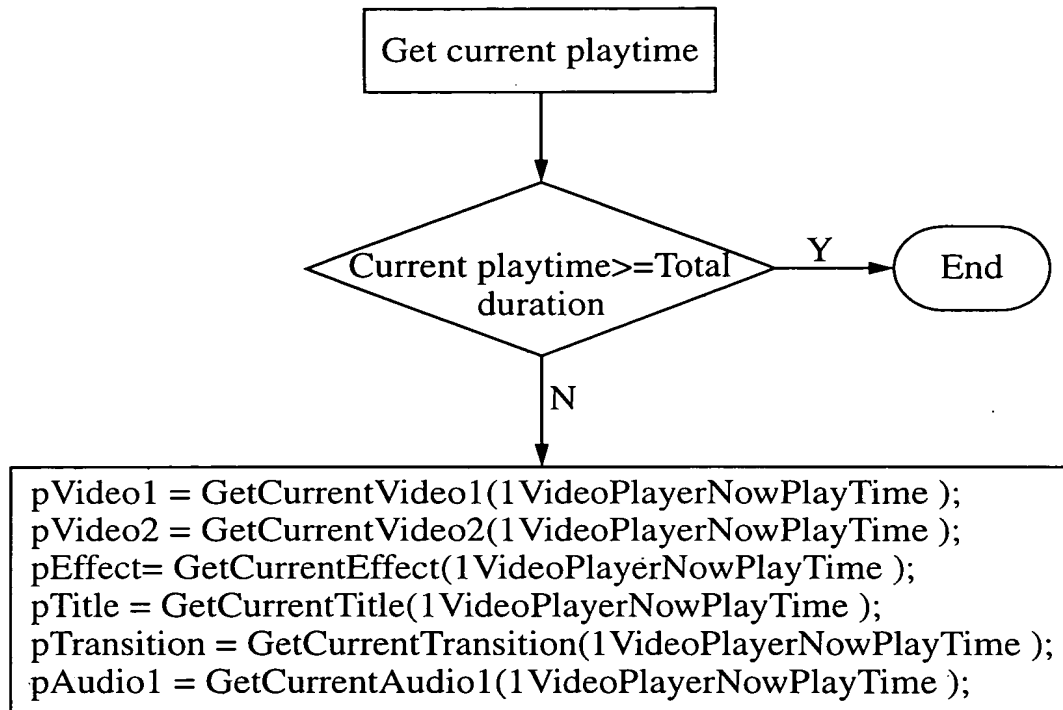 Get current playtime
Current playtime>=Total
duration
Y
End
N
pVideo1 = GetCurrentVideo1(1VideoPlayerNowPlayTime );
pVideo2 = GetCurrentVideo2(1VideoPlayerNowPlayTime );
pEffect= GetCurrentEffect(1VideoPlayerNowPlayTime );
pTitle = GetCurrentTitle(1VideoPlayerNowPlayTime );
pTransition = GetCurrentTransition(1VideoPlayerNowPlayTime );
pAudio1 = GetCurrentAudio1(1VideoPlayerNowPlayTime );